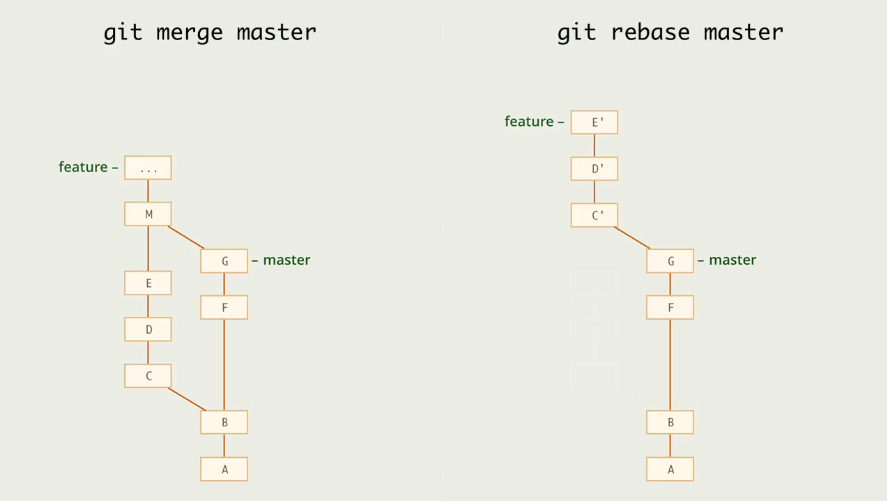 git merge master
git rebase master
feature –
...
M
G
– master
E
F
D
C
B
A
feature –
E'
D'
C'
G
– master
F
B
A